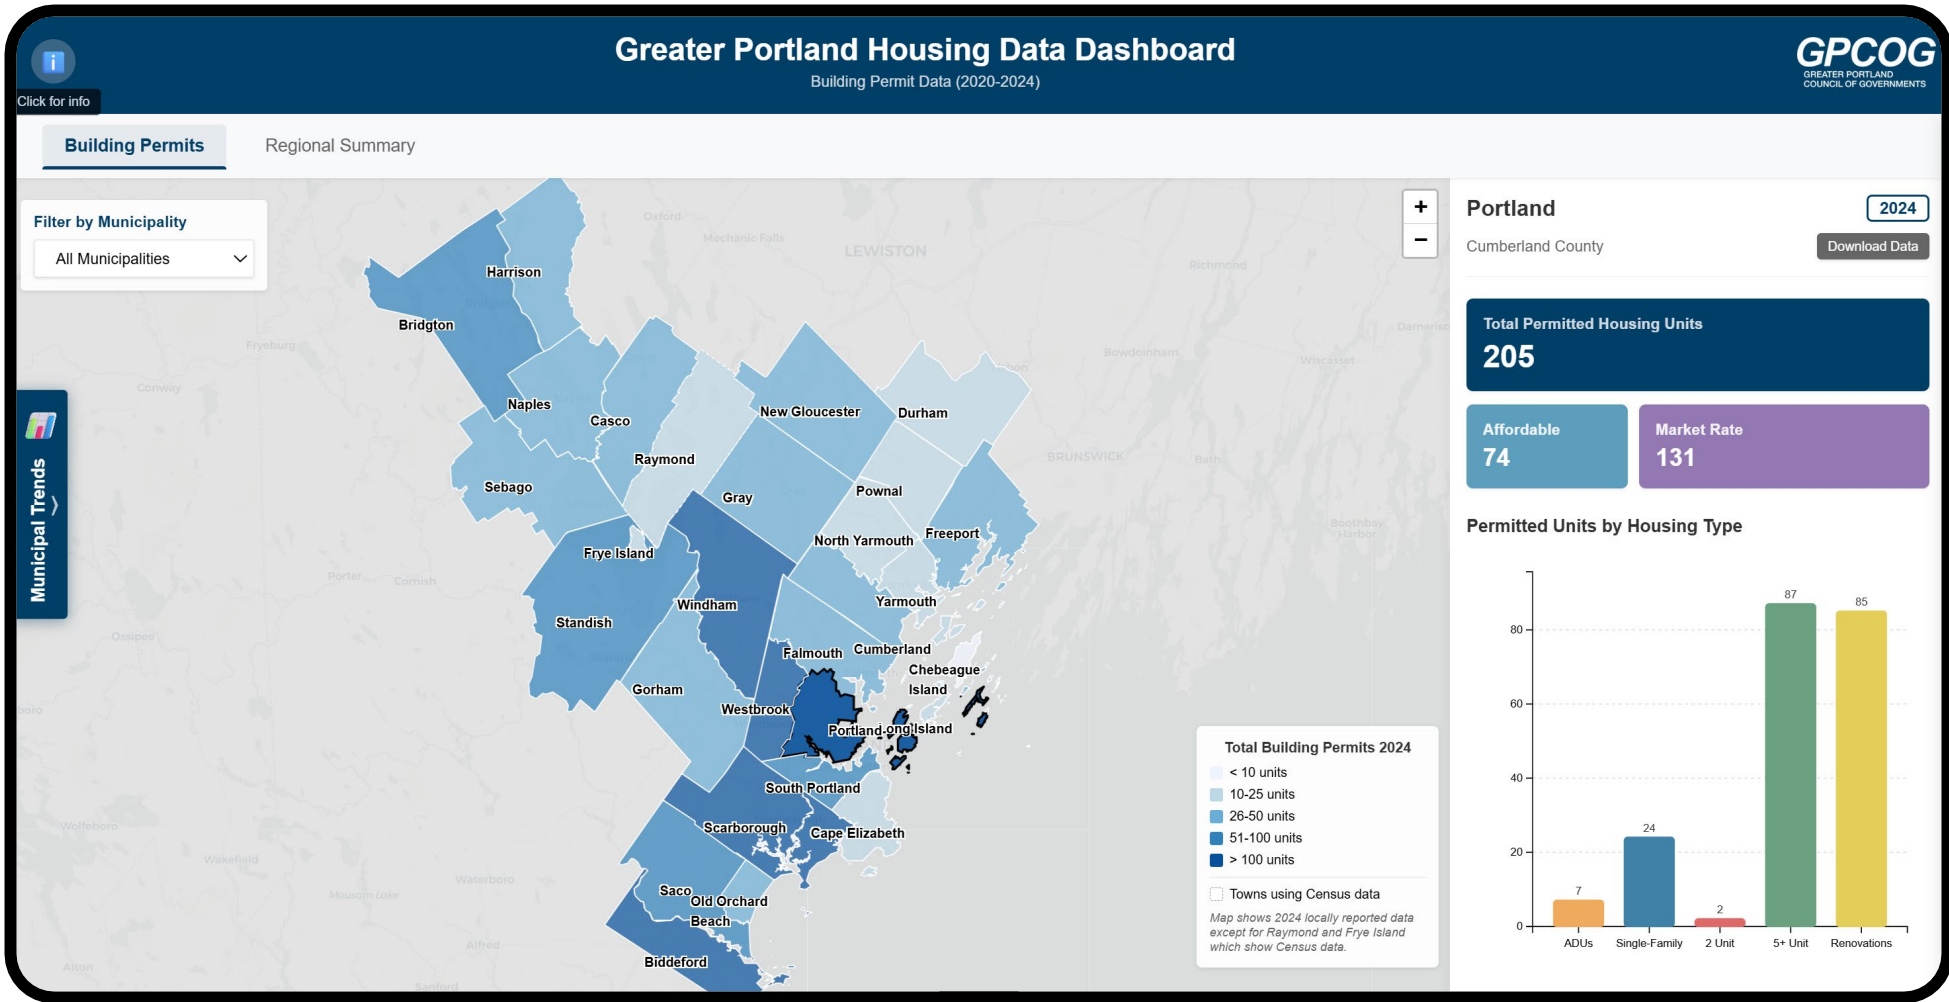 Greater Portland Housing Data Dashboard
Building Permit Data (2020-2024)
i
Click for info
GPCOG
GREATER PORTLAND
COUNCIL OF GOVERNMENTS
Building Permits
Regional Summary
Filter by Municipality
All Municipalities
Municipal Trends
+
−
Oxford
Mechanic Falls
LEWISTON
Richmond
Harrison
Bridgton
Fryeburg
Bowdoinham
Wiscasset
Conway
Naples
Casco
New Gloucester
Durham
BRUNSWICK
Bath
Raymond
Sebago
Gray
Pownal
Freeport
North Yarmouth
Boothbay
Harbor
Frye Island
Porter
Cornish
Windham
Yarmouth
Standish
Ossipee
Falmouth
Cumberland
Chebeague
Island
Gorham
Westbrook
Portland
ong Island
South Portland
Scarborough
Cape Elizabeth
Wolfeboro
Wakefield
Waterboro
Mousam Lake
Saco
Old Orchard
Beach
Alfred
Biddeford
Alton
Sanford
Total Building Permits 2024
< 10 units
10-25 units
26-50 units
51-100 units
> 100 units
Towns using Census data
Map shows 2024 locally reported data
except for Raymond and Frye Island
which show Census data.
Portland
2024
Cumberland County
Download Data
Total Permitted Housing Units
205
Affordable
74
Market Rate
131
Permitted Units by Housing Type
80
60
40
20
0
7
24
2
87
85
ADUs
Single-Family
2 Unit
5+ Unit
Renovations